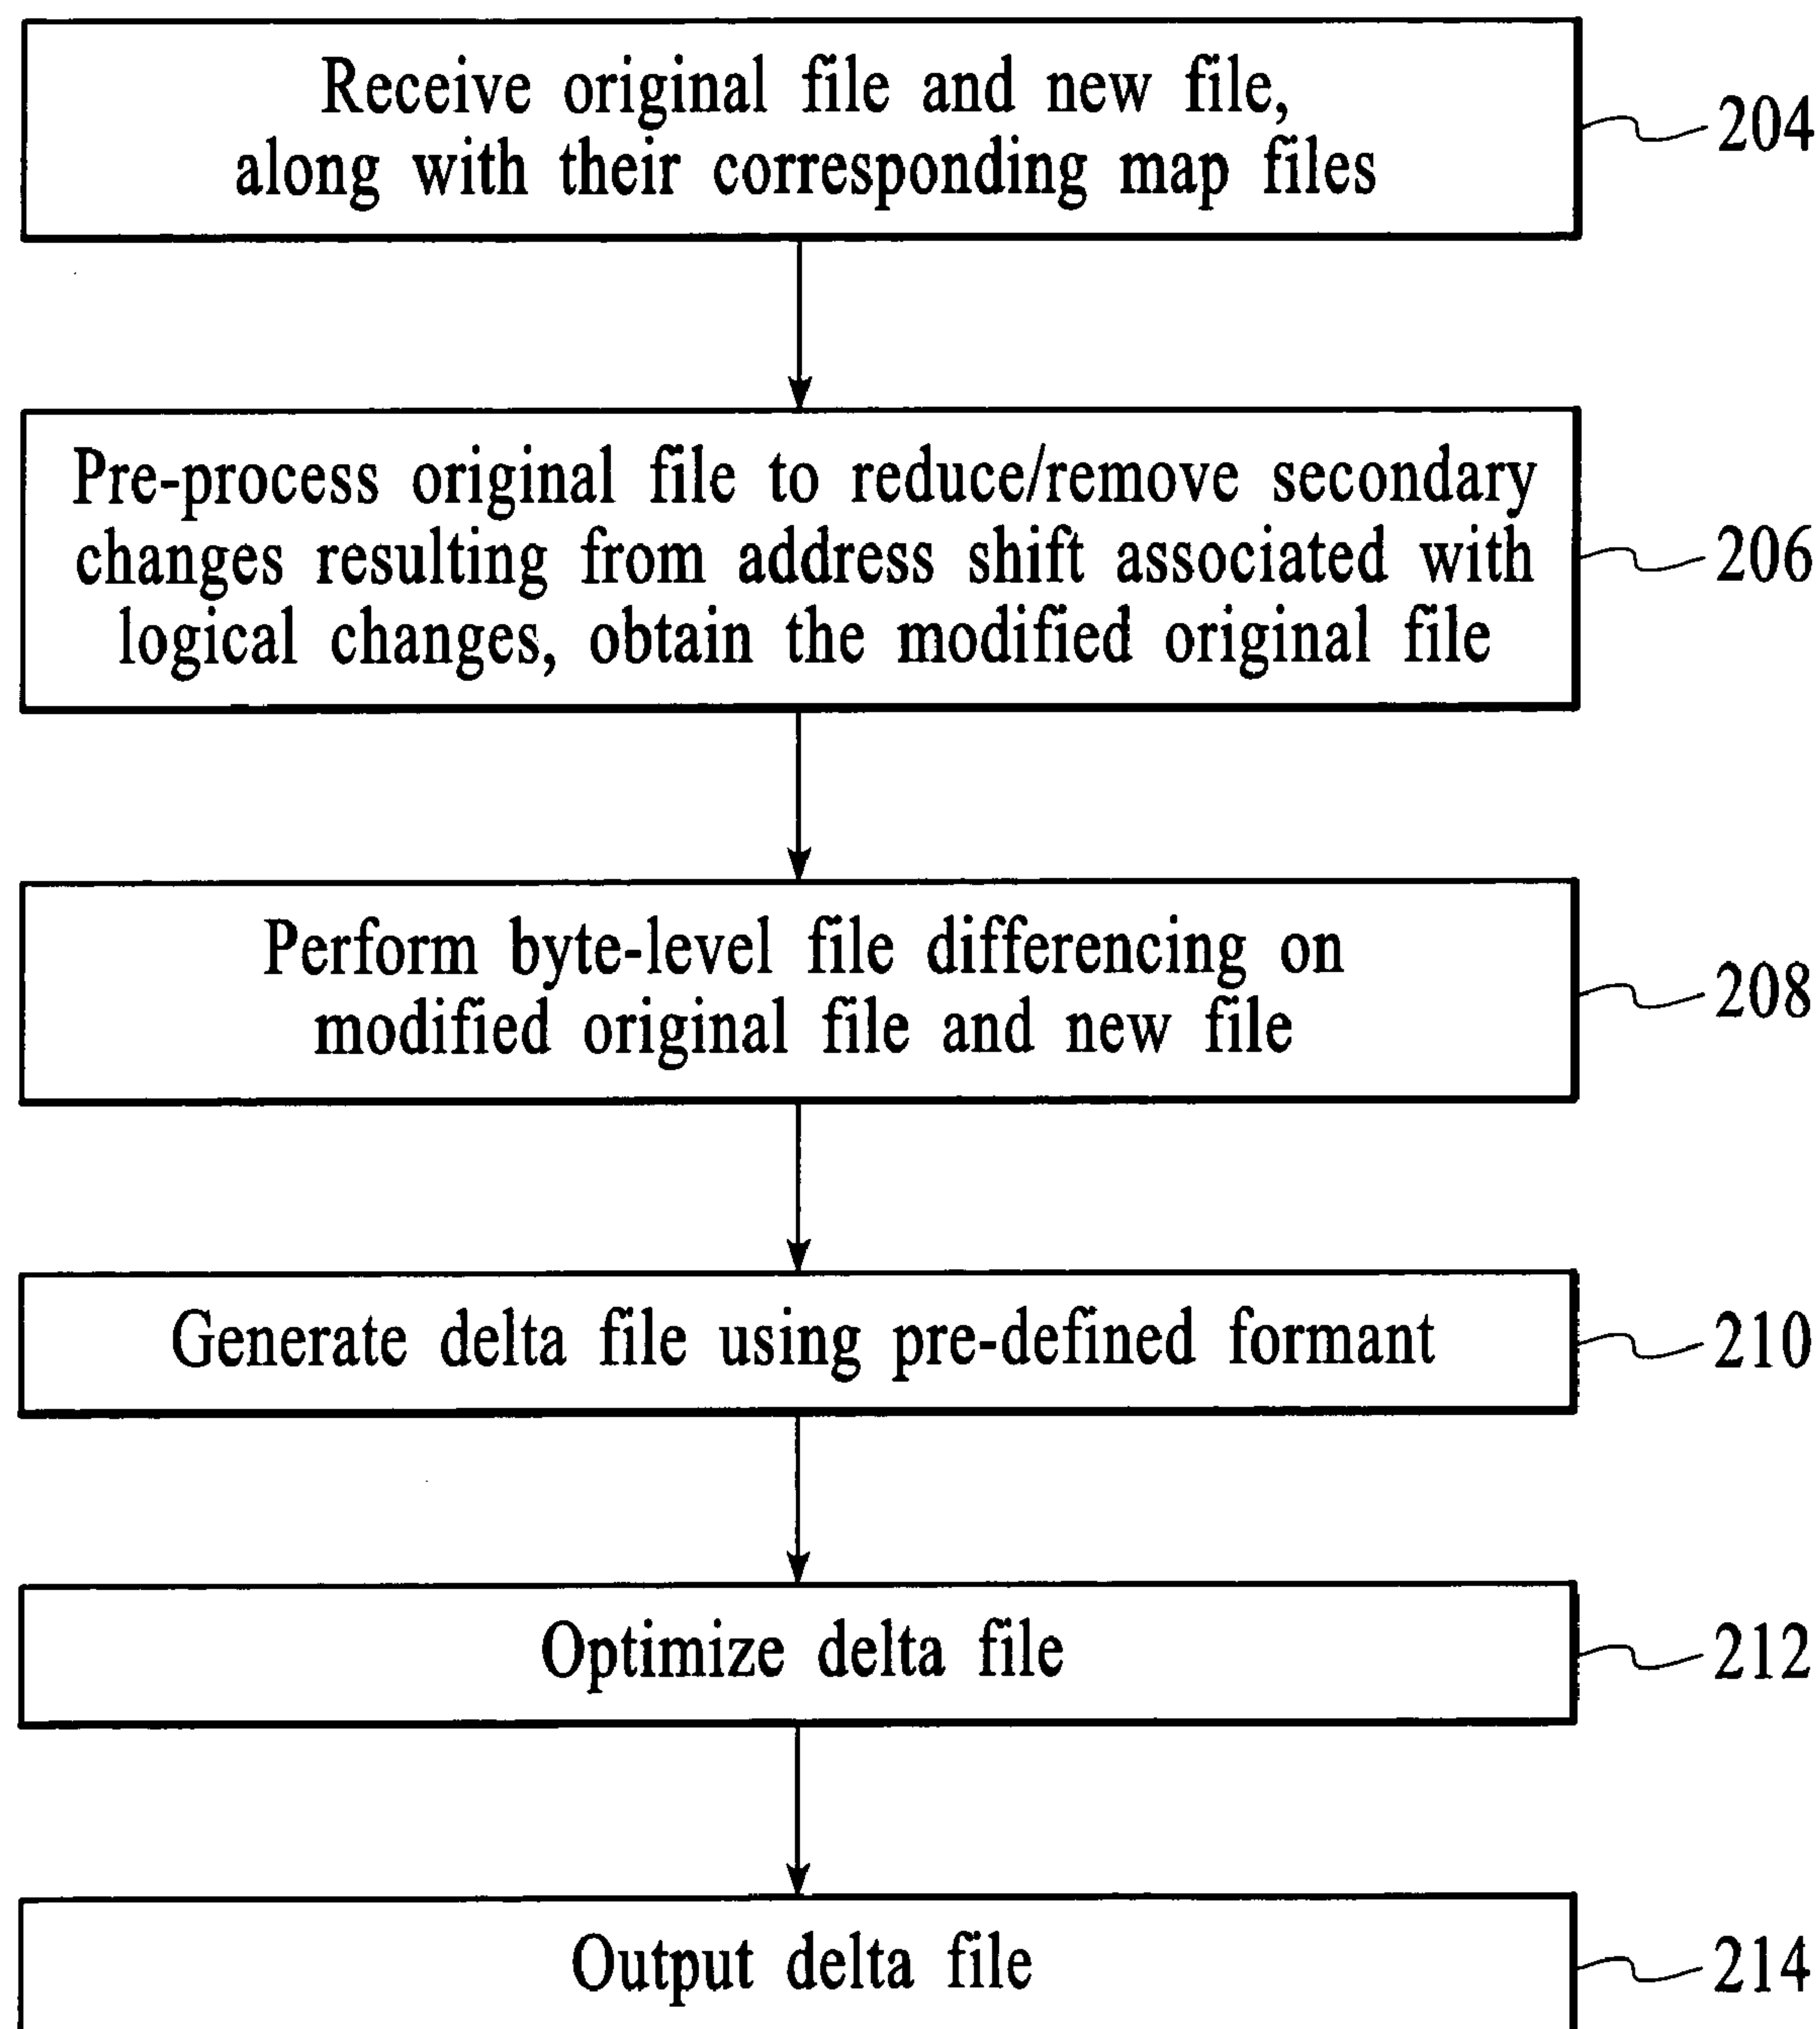 Receive original file and new file,
along with their corresponding map files
204
Pre-process original file to reduce/remove secondary
changes resulting from address shift associated with
logical changes, obtain the modified original file
206
Perform byte-level file differencing on
modified original file and new file
208
Generate delta file using pre-defined formant
210
Optimize delta file
212
Output delta file
214